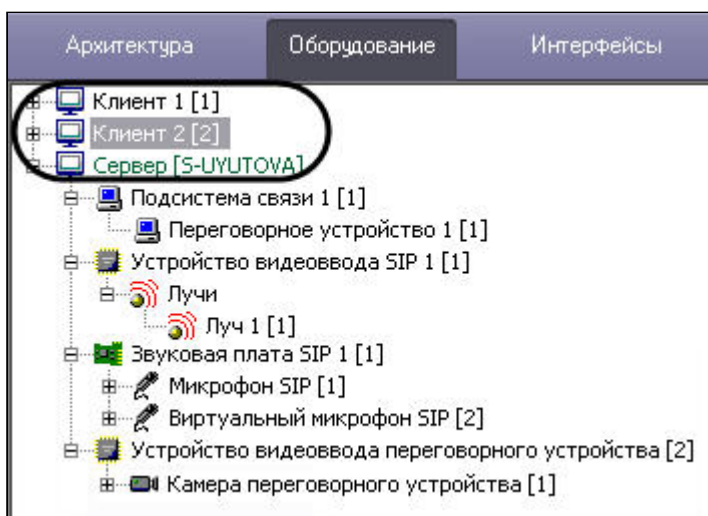 Архитектура Оборудование Интерфейсы
Клиент 1 [1]
Клиент 2 [2]
Сервер [S-UYUTOVA]
Подсистема связи 1 [1]
Переговорное устройство 1 [1]
Устройство видеоввода SIP 1 [1]
Лучи
Луч 1 [1]
Звуковая плата SIP 1 [1]
Микрофон SIP [1]
Виртуальный микрофон SIP [2]
Устройство видеоввода переговорного устройства [2]
Камера переговорного устройства [1]